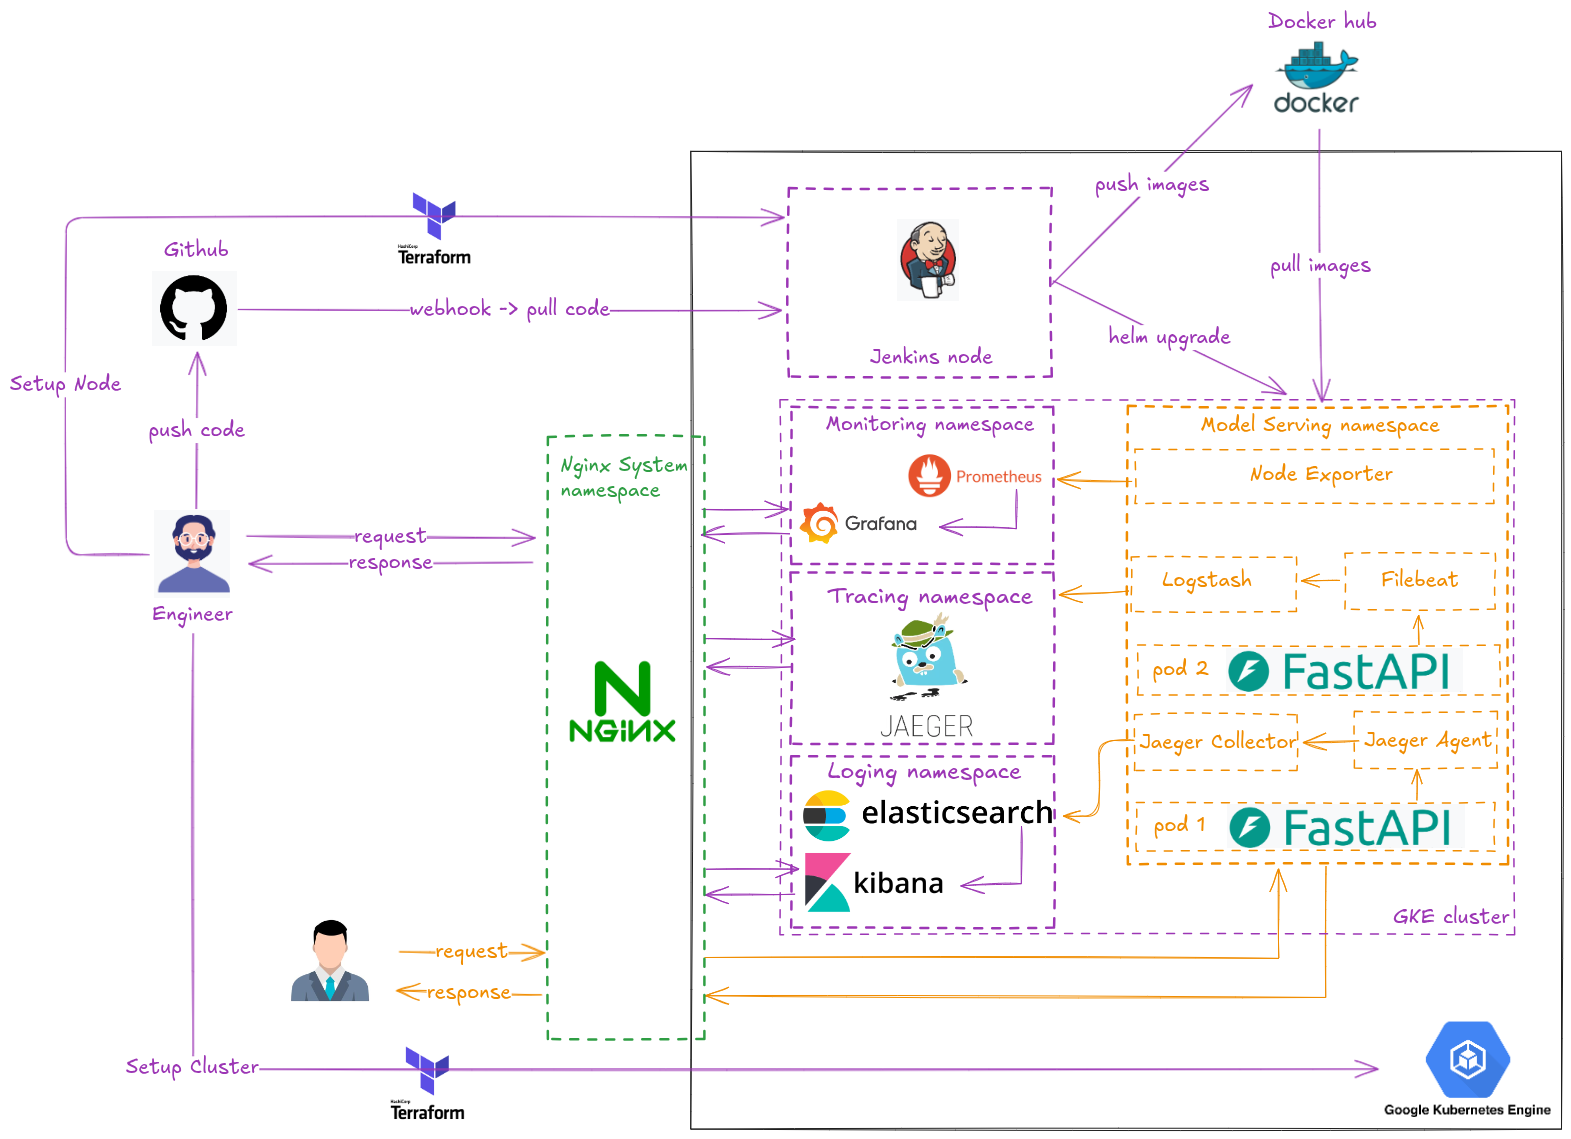 Docker hub
docker
push images
HashiCorp
Terraform
Github
pull images
webhook -> pull code
helm upgrade
Jenkins node
Setup Node
push code
Monitoring namespace
Model Serving namespace
Nginx System
namespace
Prometheus
Node Exporter
Grafana
request
response
Engineer
Tracing namespace
Logstash
Filebeat
pod 2
FastAPI
NGiNX
JAEGER
Jaeger Collector
Jaeger Agent
Loging namespace
elasticsearch
pod 1
FastAPI
kibana
GKE cluster
request
response
Setup Cluster
HashiCorp
Terraform
Google Kubernetes Engine